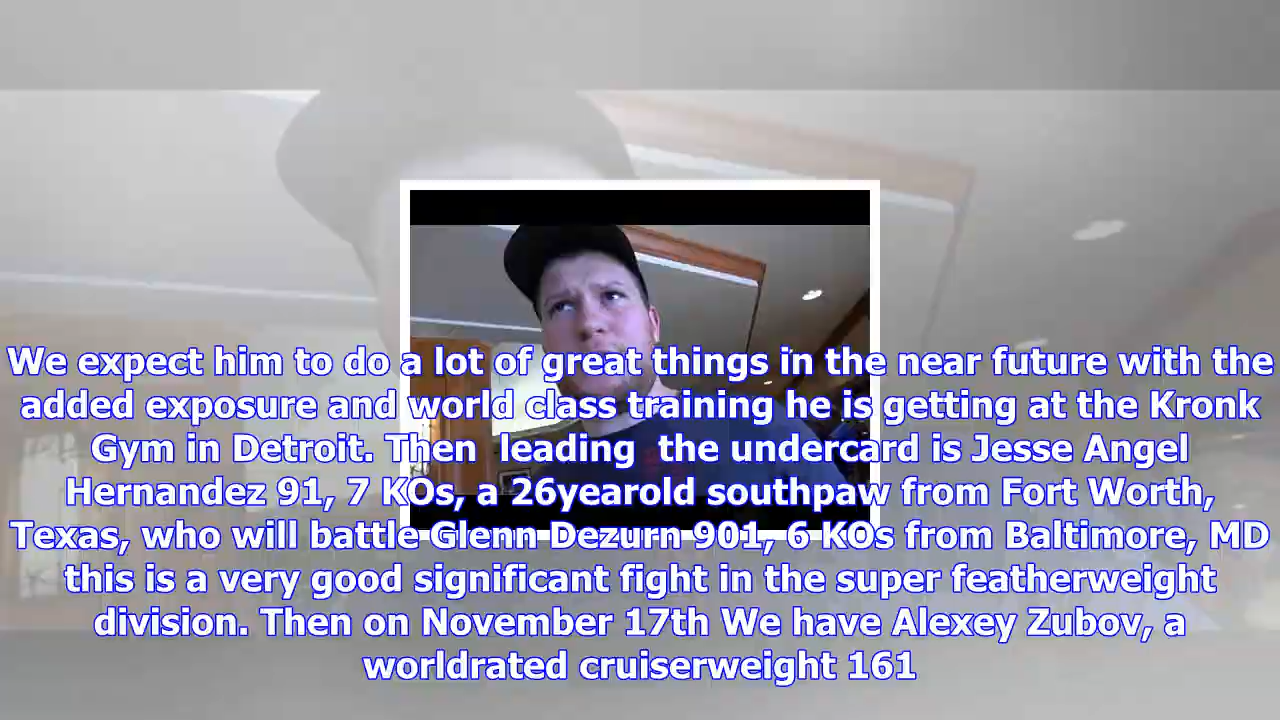 We expect him to do a lot of great things in the near future with the
added exposure and world class training he is getting at the Kronk
Gym in Detroit. Then leading the undercard is Jesse Angel
Hernandez 91, 7 KOs, a 26yearold southpaw from Fort Worth,
Texas, who will battle Glenn Dezurn 901, 6 KOs from Baltimore, MD
this is a very good significant fight in the super featherweight
division. Then on November 17th We have Alexey Zubov, a
worldrated cruiserweight 161